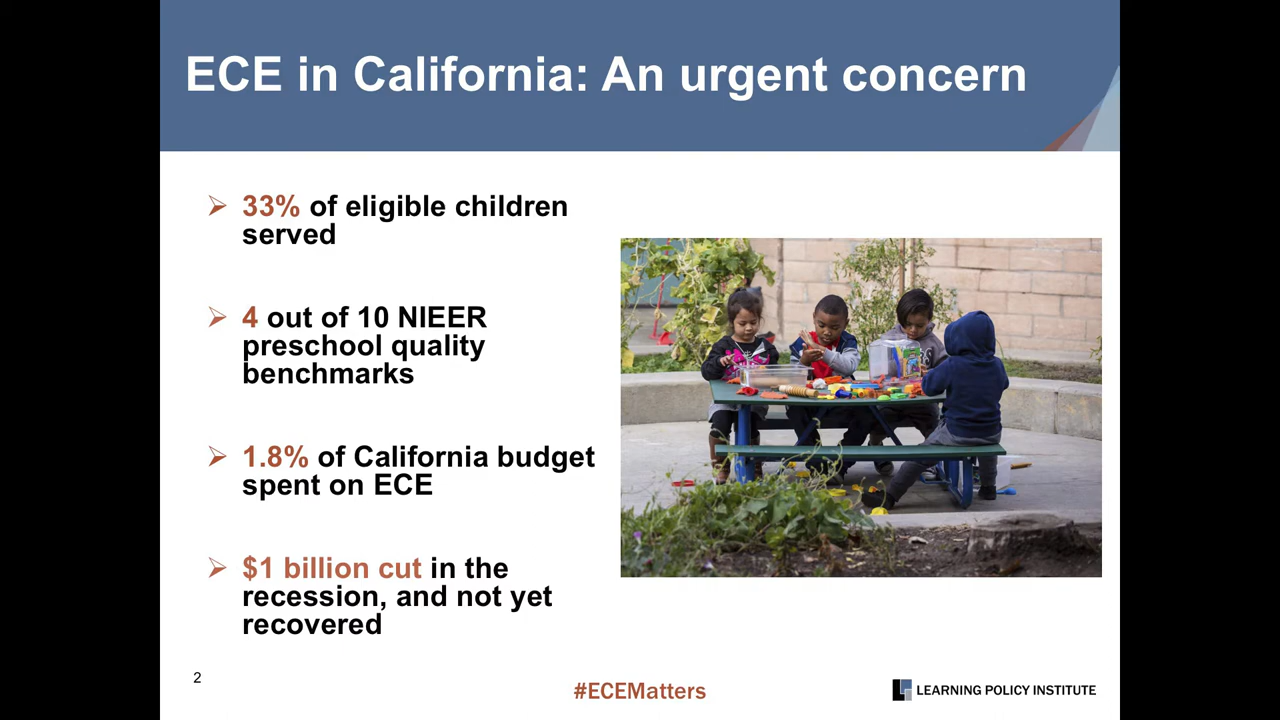 ECE in California: An urgent concern
33% of eligible children
served
4 out of 10 NIEER
preschool quality
benchmarks
1.8% of California budget
spent on ECE
$1 billion cut in the
recession, and not yet
recovered
2
#ECEMatters
LEARNING POLICY INSTITUTE